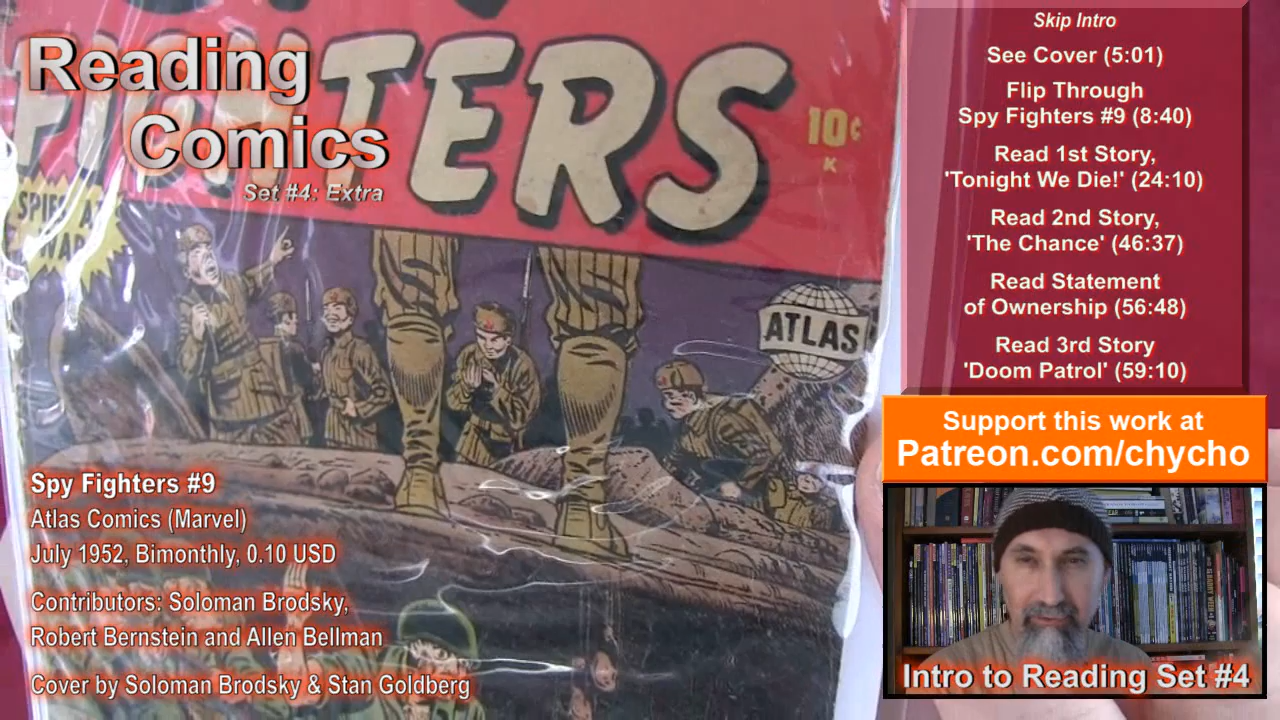 Reading
Comics
Set #4: Extra
FIGHTERS
10¢
K
SPIES AT
WAR
ATLAS
Spy Fighters #9
Atlas Comics (Marvel)
July 1952, Bimonthly, 0.10 USD
Contributors: Soloman Brodsky,
Robert Bernstein and Allen Bellman
Cover by Soloman Brodsky & Stan Goldberg
Skip Intro
See Cover (5:01)
Flip Through
Spy Fighters #9 (8:40)
Read 1st Story,
'Tonight We Die!' (24:10)
Read 2nd Story,
'The Chance' (46:37)
Read Statement
of Ownership (56:48)
Read 3rd Story
'Doom Patrol' (59:10)
Support this work at
Patreon.com/chycho
Intro to Reading Set #4